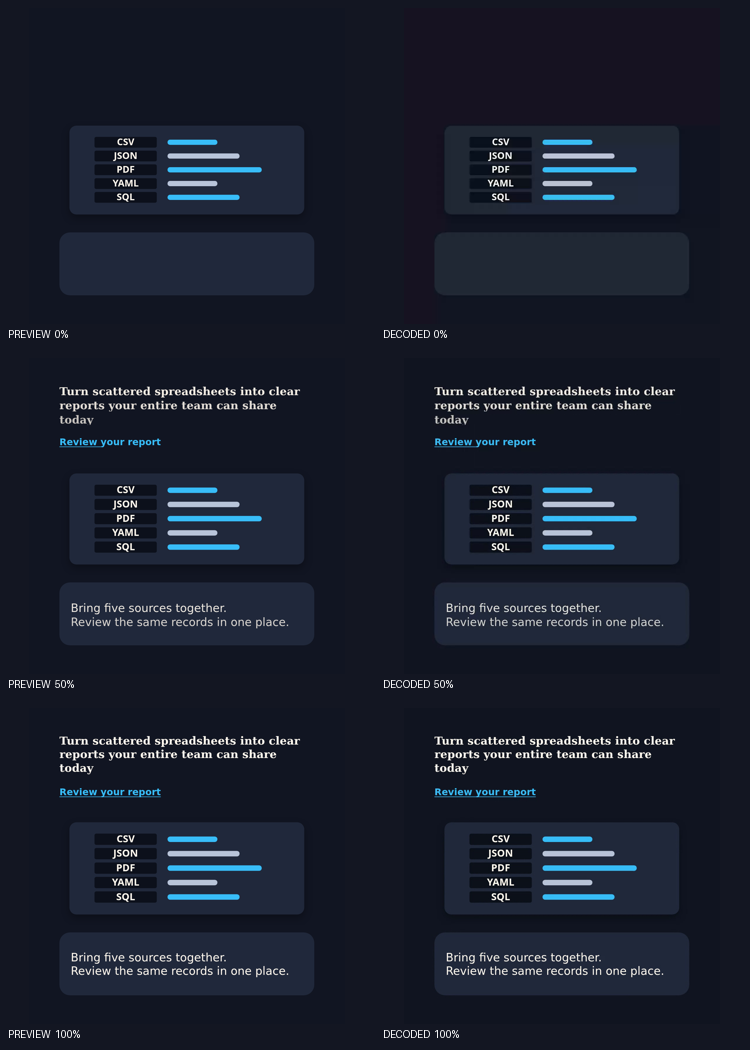 CSV
JSON
PDF
YAML
SQL
PREVIEW 0%
CSV
JSON
PDF
YAML
SQL
DECODED 0%
Turn scattered spreadsheets into clear
reports your entire team can share
today
Review your report
CSV
JSON
PDF
YAML
SQL
Bring five sources together.
Review the same records in one place.
PREVIEW 50%
Turn scattered spreadsheets into clear
reports your entire team can share
today
Review your report
CSV
JSON
PDF
YAML
SQL
Bring five sources together.
Review the same records in one place.
DECODED 50%
Turn scattered spreadsheets into clear
reports your entire team can share
today
Review your report
CSV
JSON
PDF
YAML
SQL
Bring five sources together.
Review the same records in one place.
PREVIEW 100%
Turn scattered spreadsheets into clear
reports your entire team can share
today
Review your report
CSV
JSON
PDF
YAML
SQL
Bring five sources together.
Review the same records in one place.
DECODED 100%